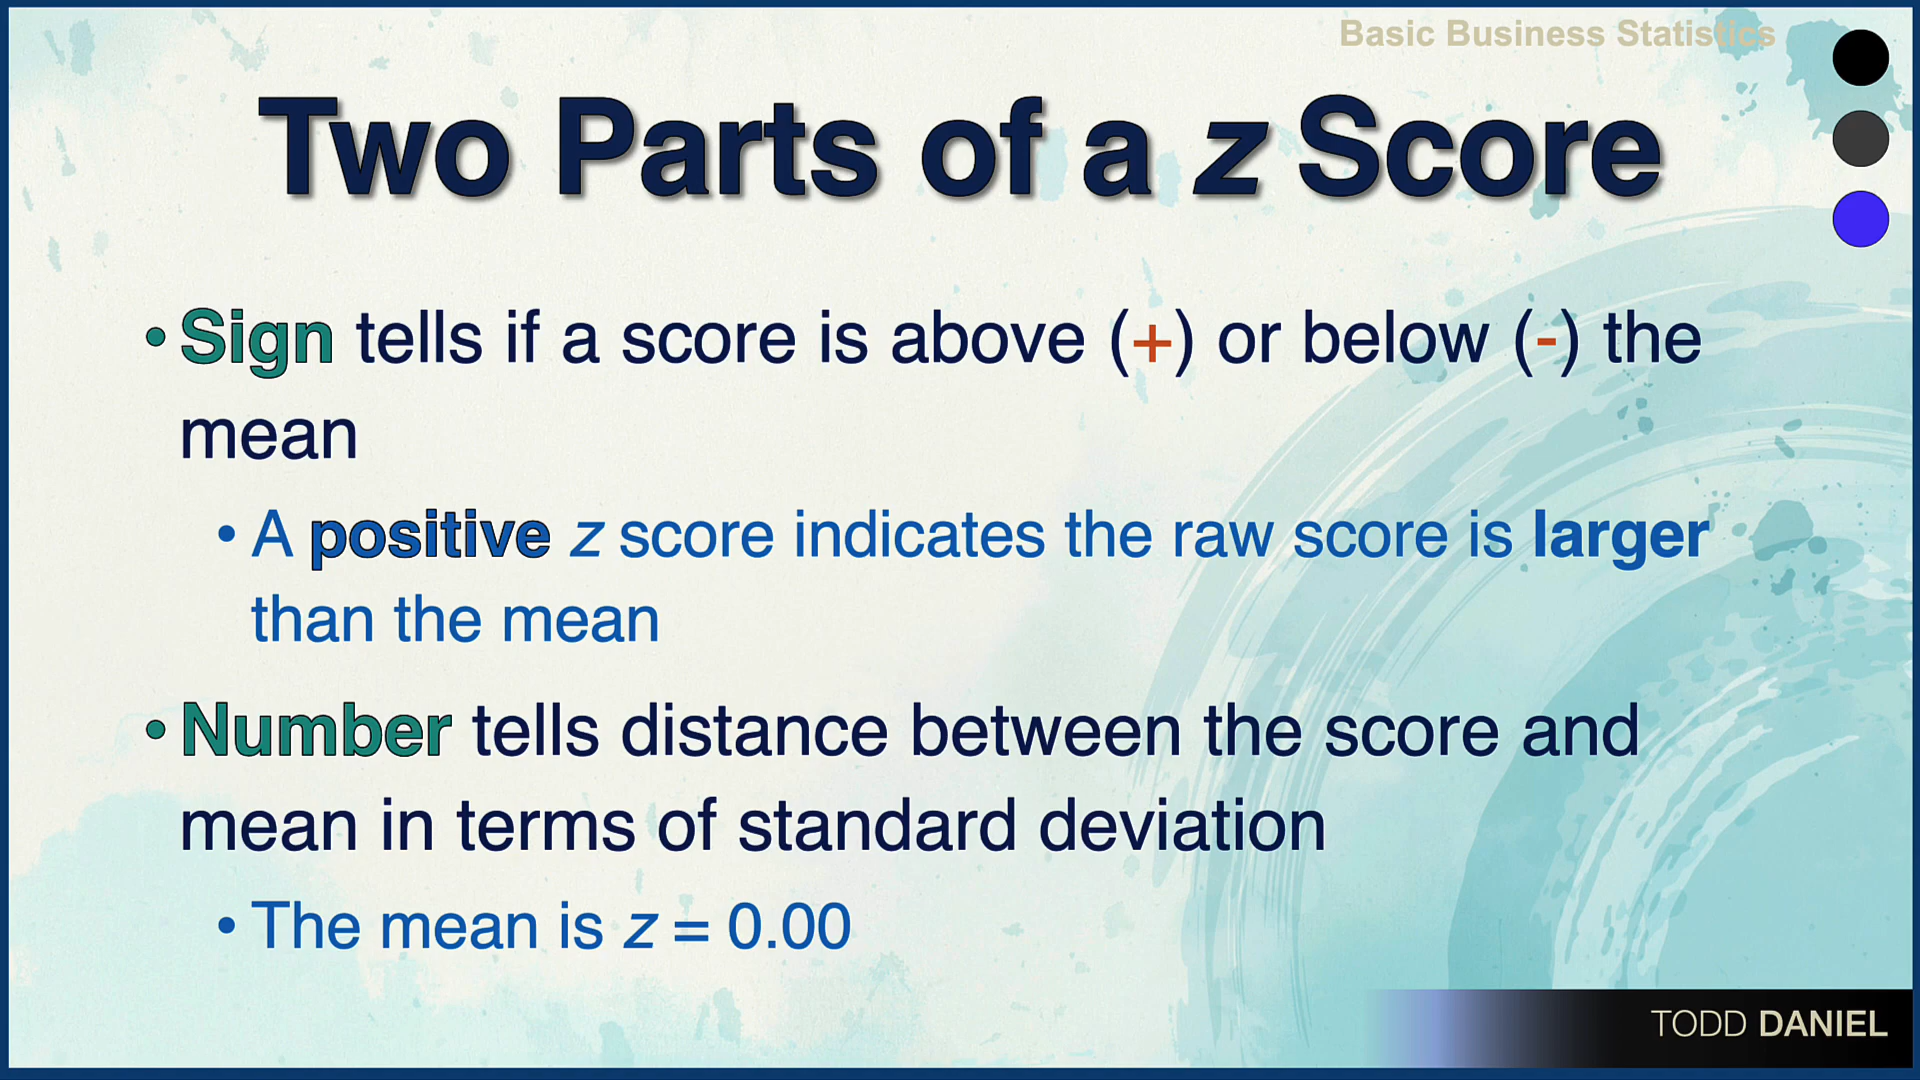 Basic Business Statistics
Two Parts of a z Score
• Sign tells if a score is above (+) or below (-) the
mean
• A positive z score indicates the raw score is larger
than the mean
• Number tells distance between the score and
mean in terms of standard deviation
• The mean is z = 0.00
TODD DANIEL